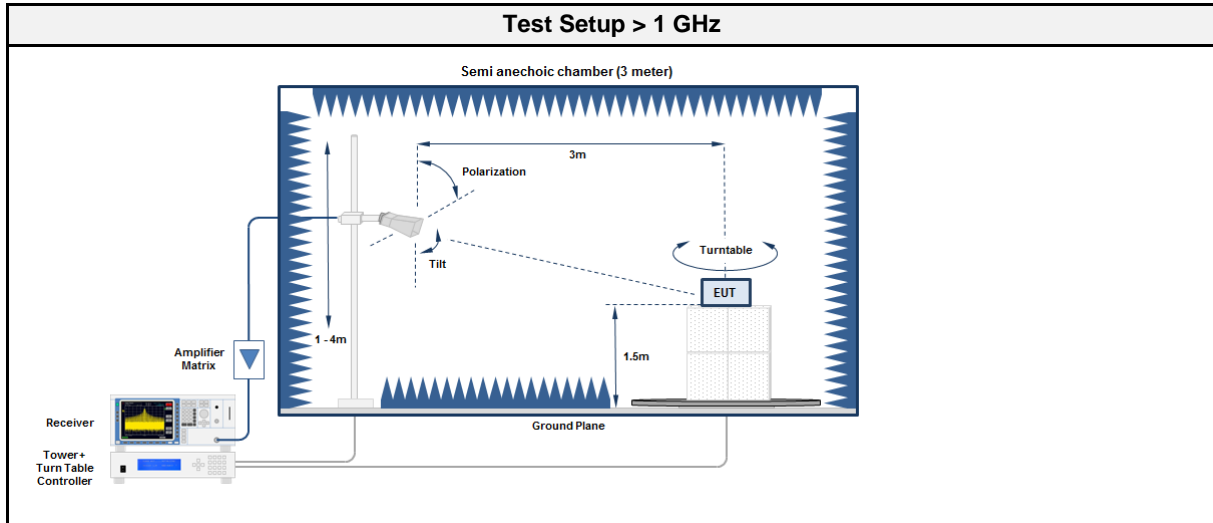 Test Setup > 1 GHz
Semi anechoic chamber (3 meter)
3m
Polarization
Tilt
Turntable
EUT
1 - 4m
1.5m
Amplifier
Matrix
Receiver
Ground Plane
Tower+
Turn Table
Controller